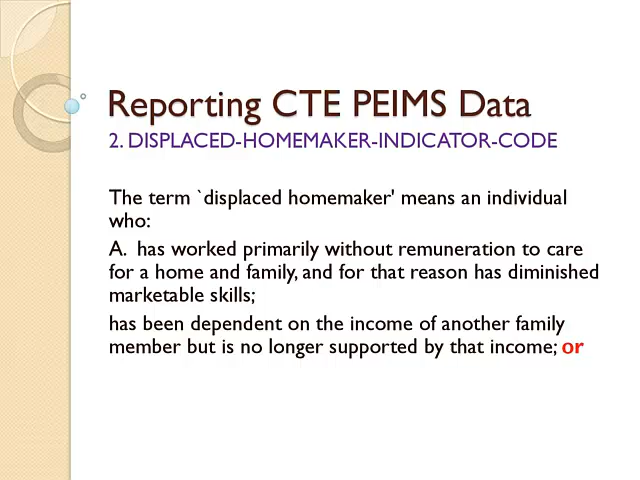 Reporting CTE PEIMS Data
2. DISPLACED-HOMEMAKER-INDICATOR-CODE
The term `displaced homemaker' means an individual
who:
A.  has worked primarily without remuneration to care
for a home and family, and for that reason has diminished
marketable skills;
has been dependent on the income of another family
member but is no longer supported by that income; or